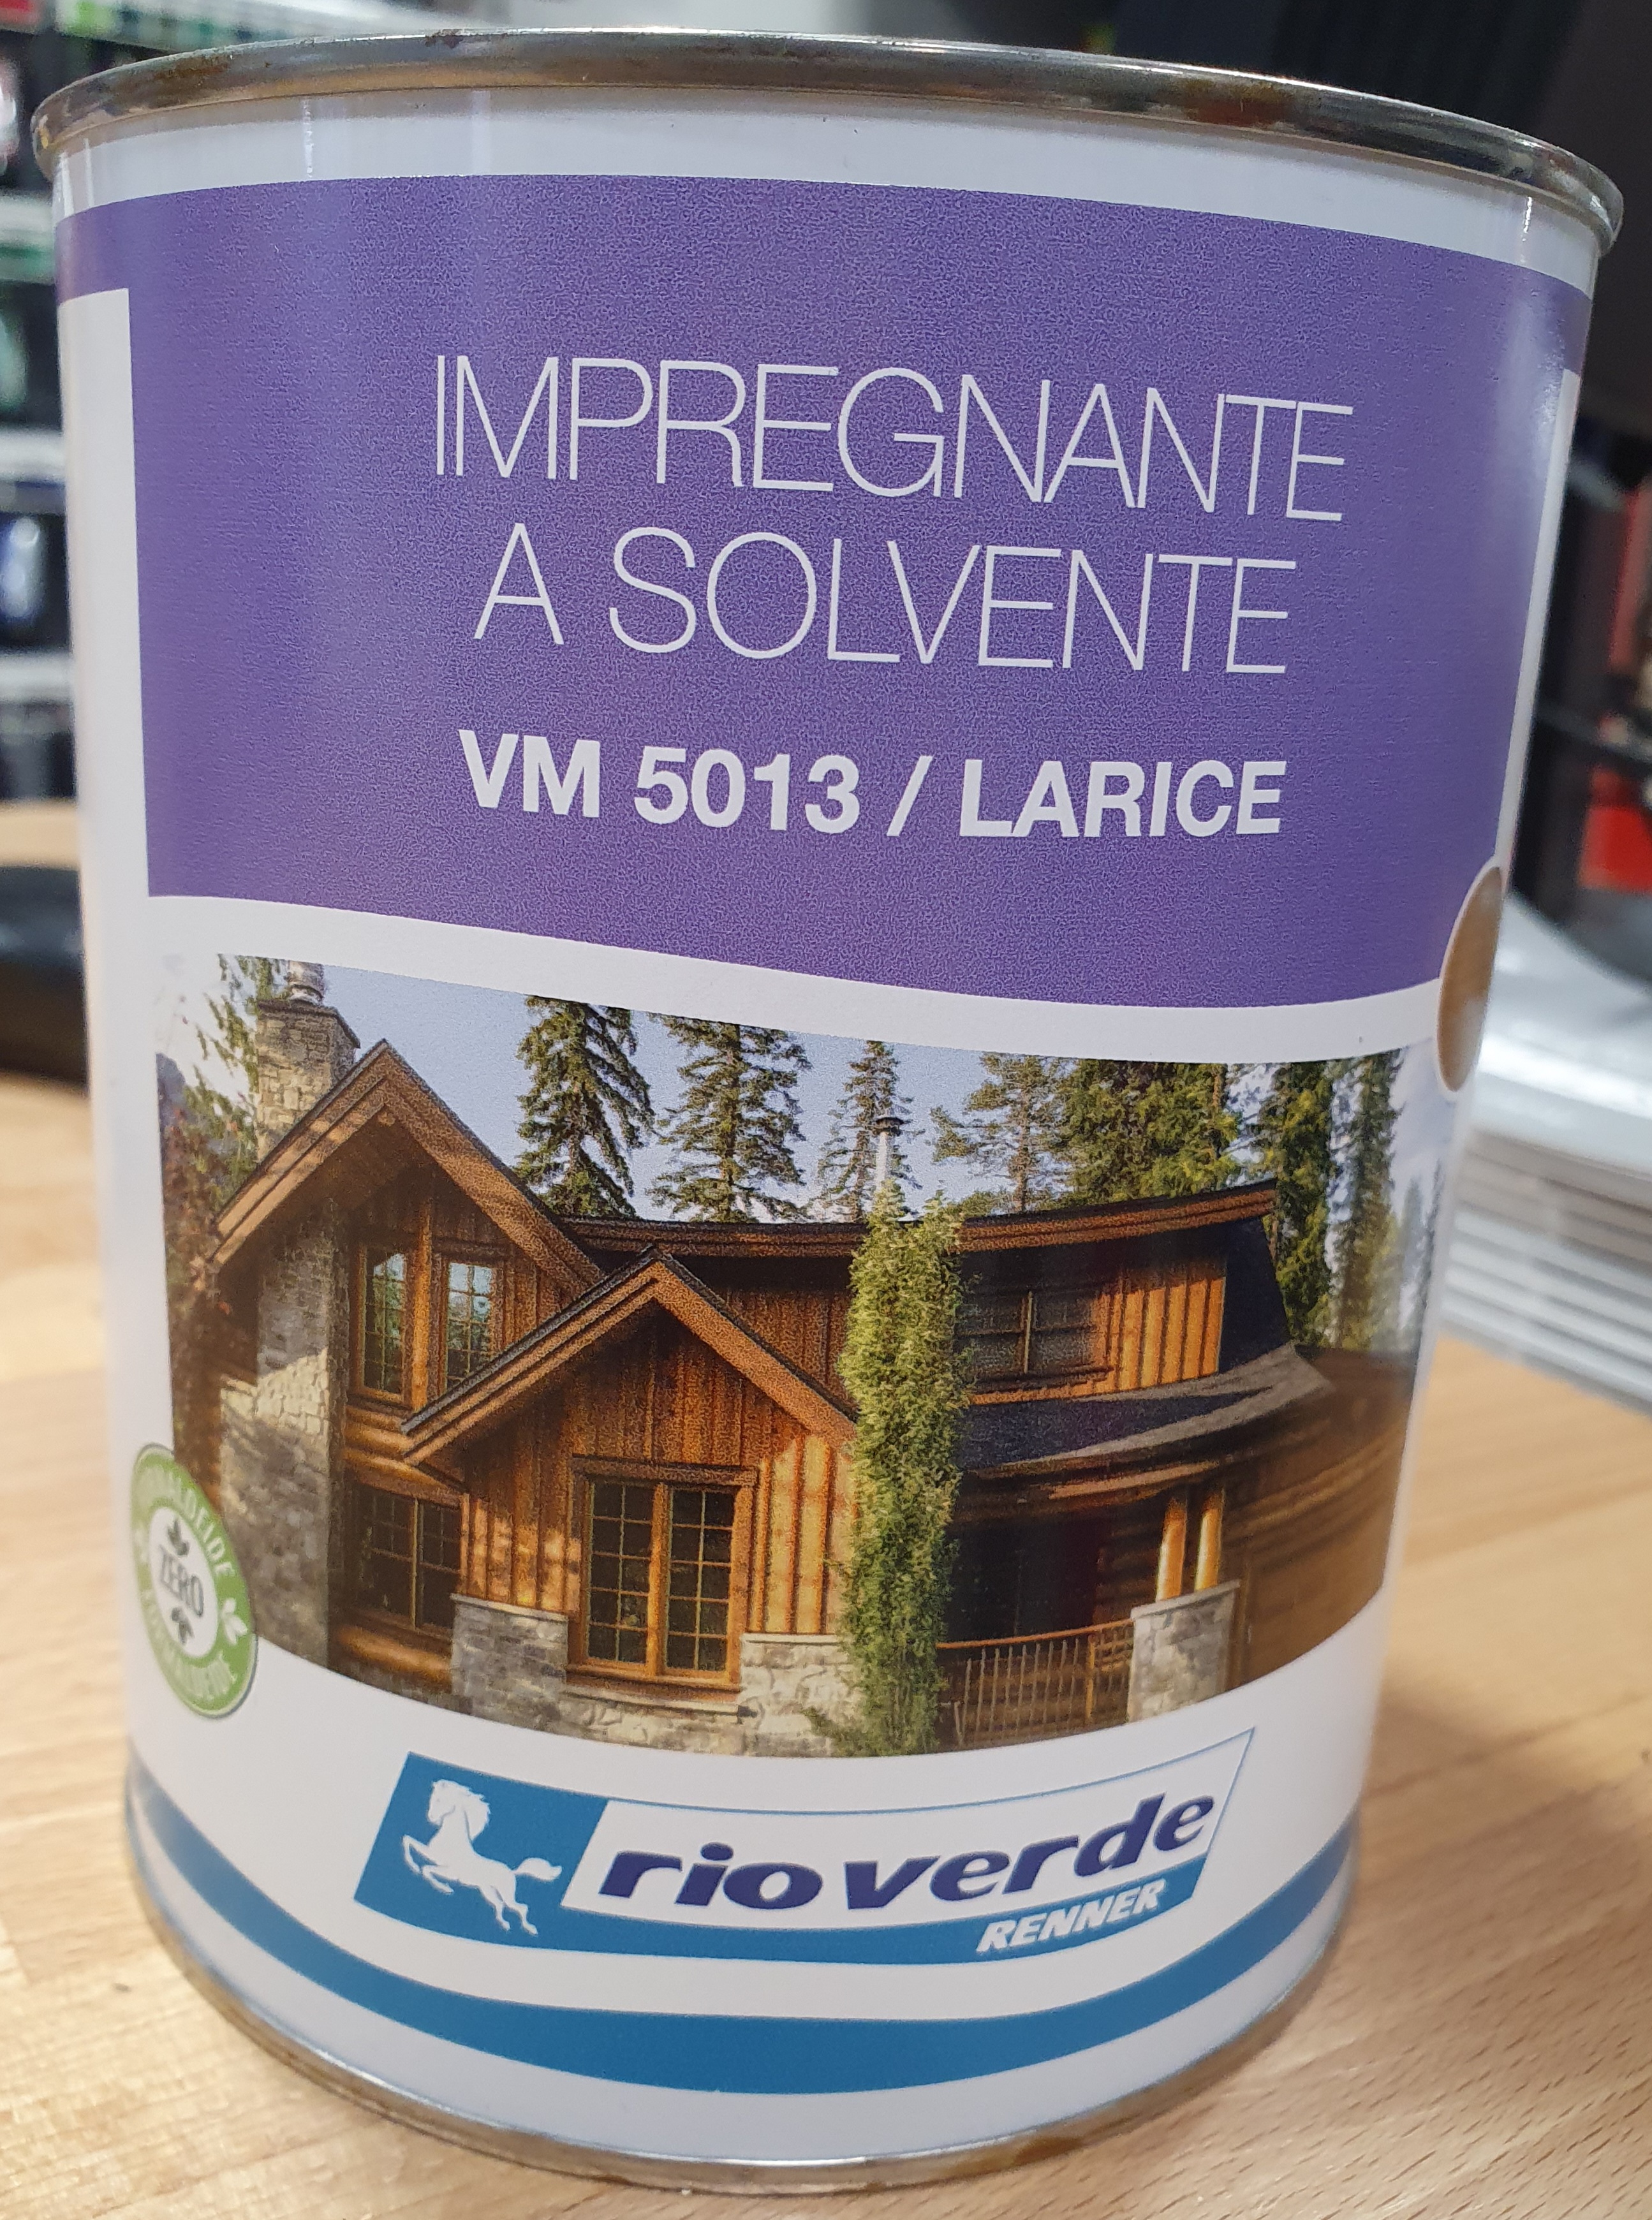 IMPREGNANTE
A SOLVENTE
VM 5013 / LARICE
ZERO
rio verde
RENNER